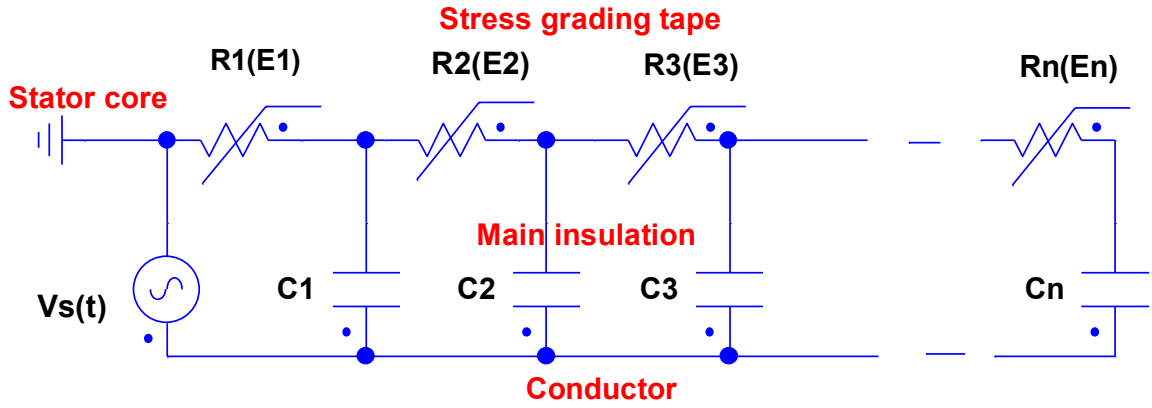 Stress grading tape
R1(E1)
R2(E2)
R3(E3)
Rn(En)
Stator core
Main insulation
Vs(t)
C1
C2
C3
Cn
Conductor